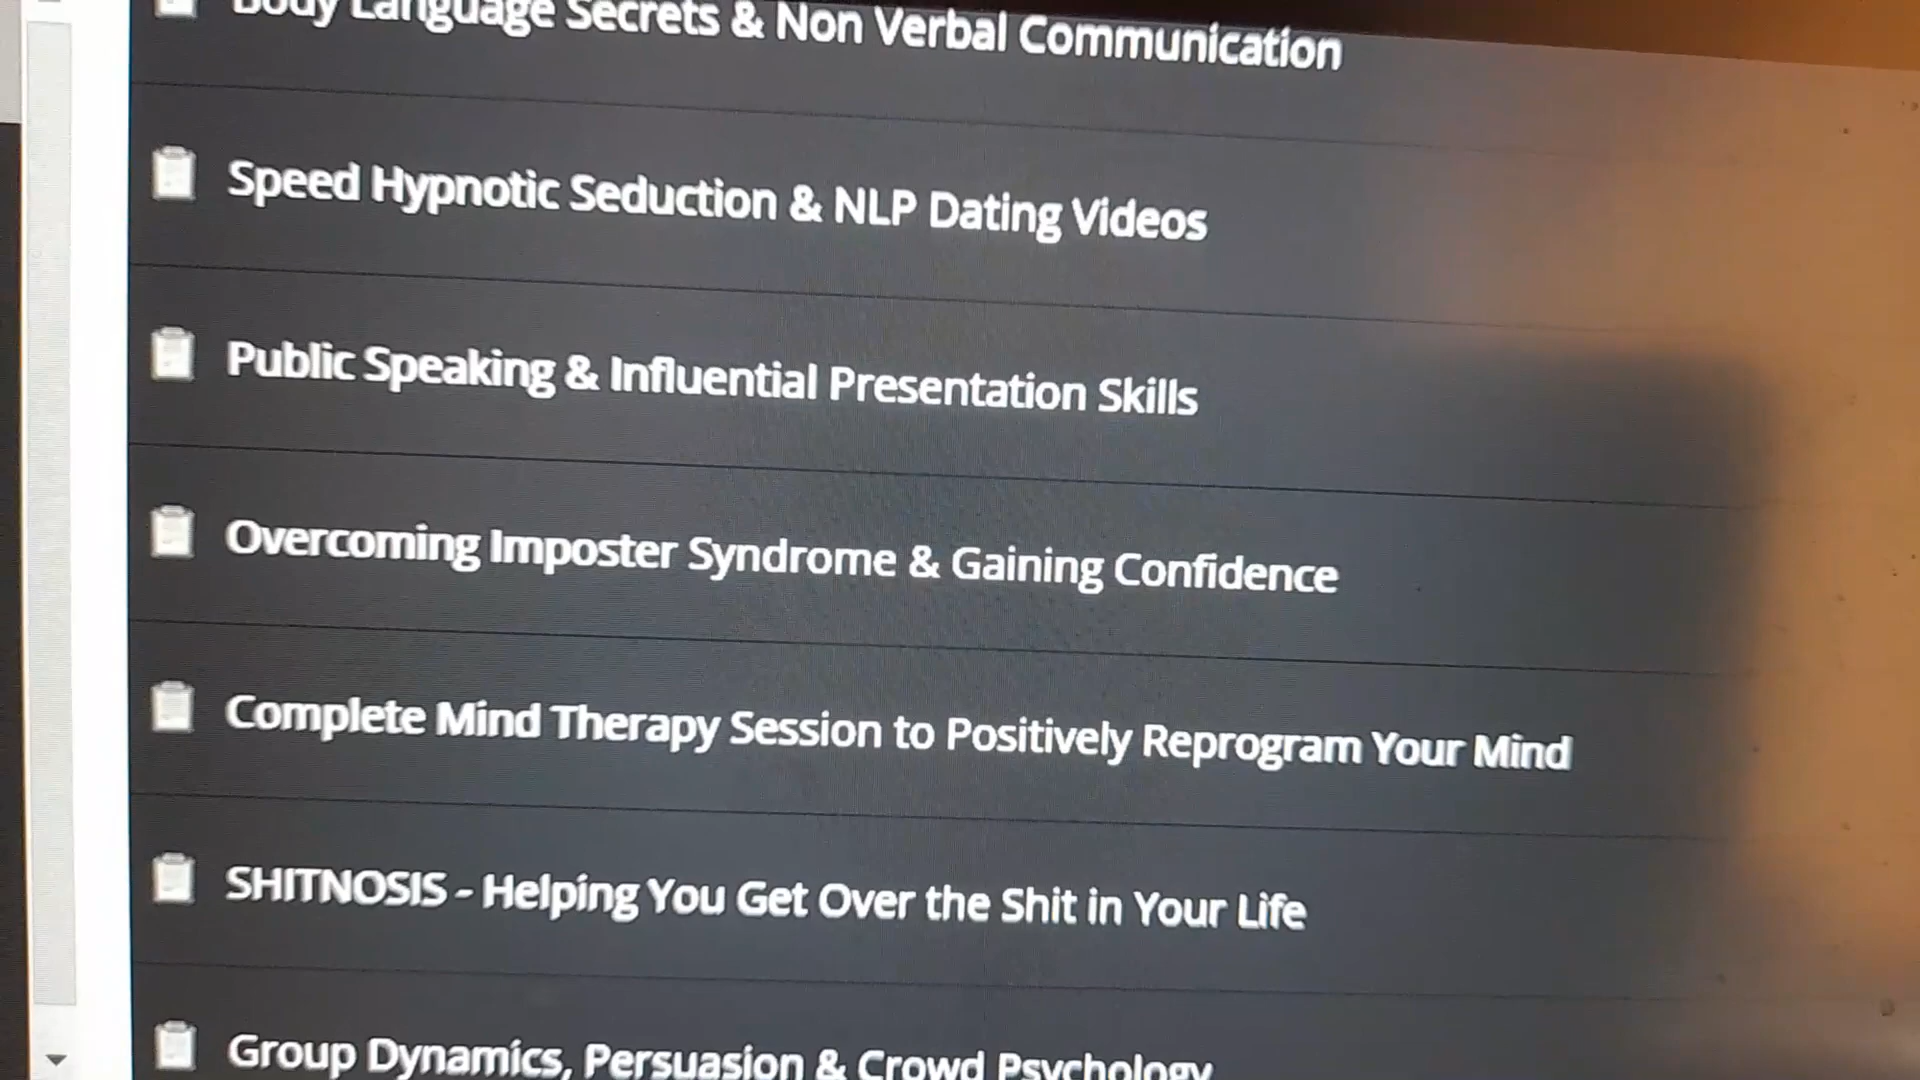 Body Language Secrets & Non Verbal Communication
Speed Hypnotic Seduction & NLP Dating Videos
Public Speaking & Influential Presentation Skills
Overcoming Imposter Syndrome & Gaining Confidence
Complete Mind Therapy Session to Positively Reprogram Your Mind
SHITNOSIS - Helping You Get Over the Shit in Your Life
Group Dynamics, Persuasion & Crowd Psychology